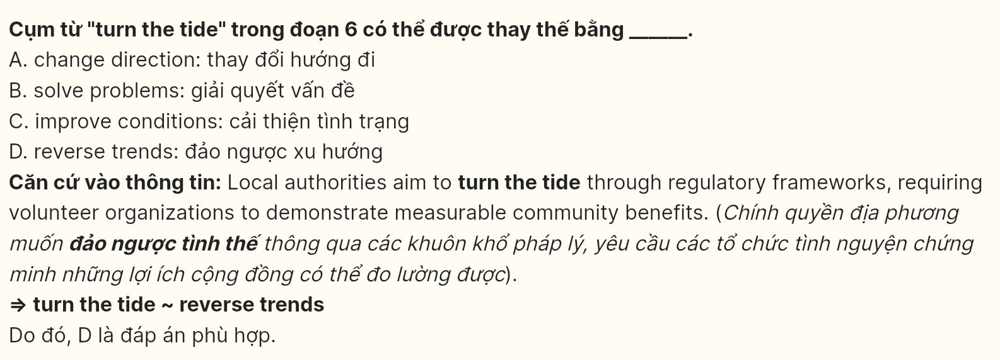 Cụm từ "turn the tide" trong đoạn 6 có thể được thay thế bằng ______.
A. change direction: thay đổi hướng đi
B. solve problems: giải quyết vấn đề
C. improve conditions: cải thiện tình trạng
D. reverse trends: đảo ngược xu hướng
Căn cứ vào thông tin: Local authorities aim to turn the tide through regulatory frameworks, requiring
volunteer organizations to demonstrate measurable community benefits. (Chính quyền địa phương
muốn đảo ngược tình thế thông qua các khuôn khổ pháp lý, yêu cầu các tổ chức tình nguyện chứng
minh những lợi ích cộng đồng có thể đo lường được).
⇒ turn the tide ~ reverse trends
Do đó, D là đáp án phù hợp.